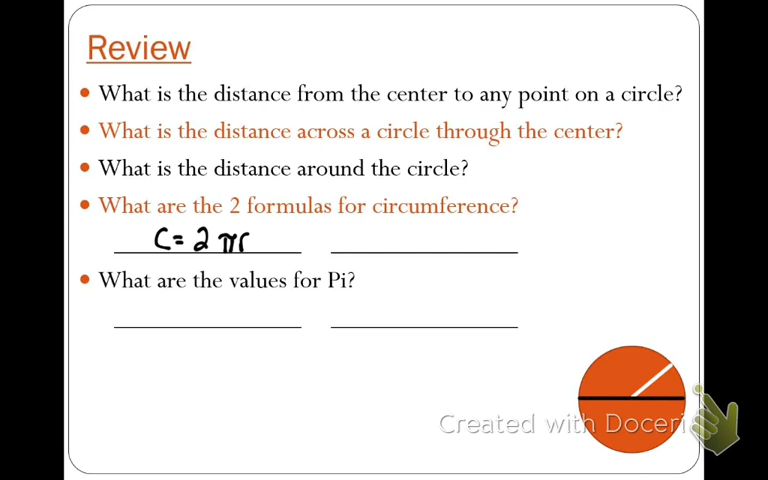 Review
• What is the distance from the center to any point on a circle?
• What is the distance across a circle through the center?
• What is the distance around the circle?
• What are the 2 formulas for circumference?
C = 2 πr
• What are the values for Pi?
Created with Doceri